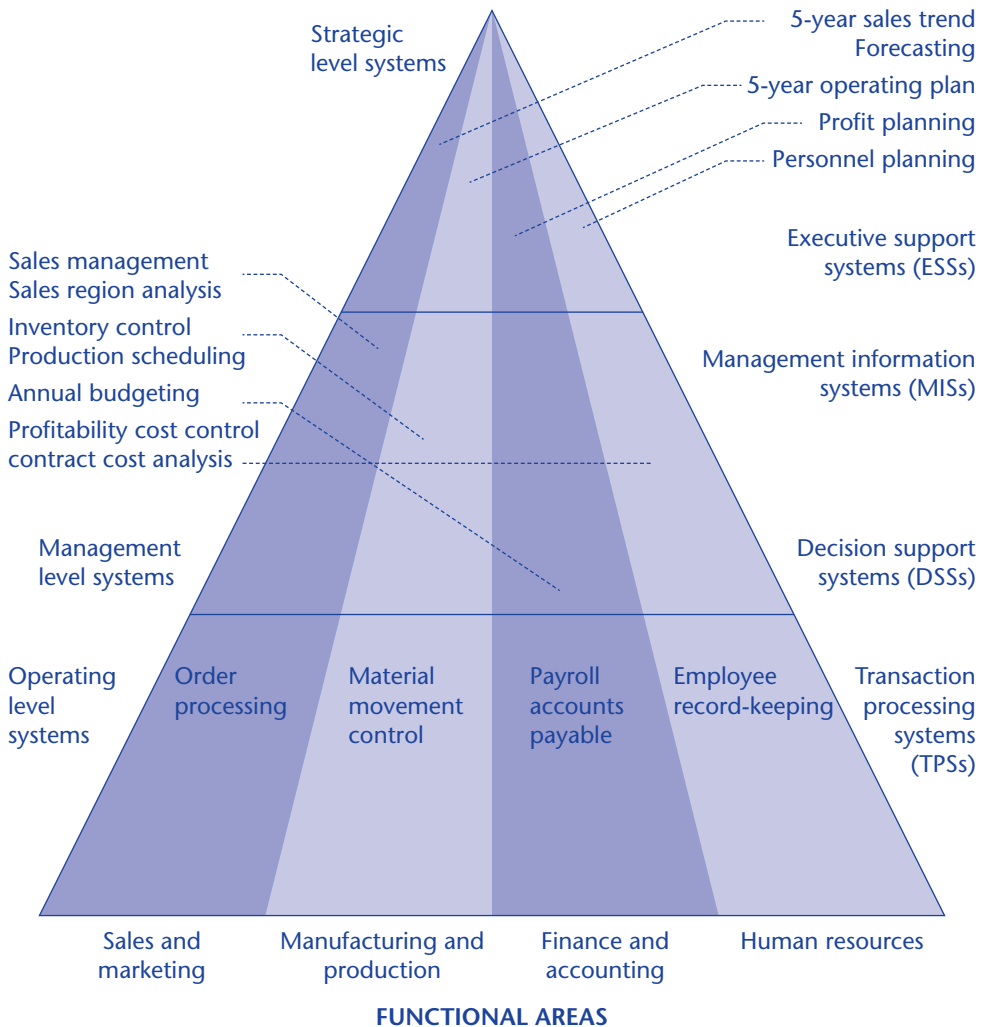 Strategic
level systems
5-year sales trend
Forecasting
5-year operating plan
Profit planning
Personnel planning
Executive support
systems (ESSs)
Sales management
Sales region analysis
Inventory control
Production scheduling
Annual budgeting
Profitability cost control
contract cost analysis
Management information
systems (MISs)
Management
level systems
Decision support
systems (DSSs)
Operating
level
systems
Order
processing
Material
movement
control
Payroll
accounts
payable
Employee
record-keeping
Transaction
processing
systems
(TPSs)
Sales and
marketing
Manufacturing and
production
Finance and
accounting
Human resources
FUNCTIONAL AREAS